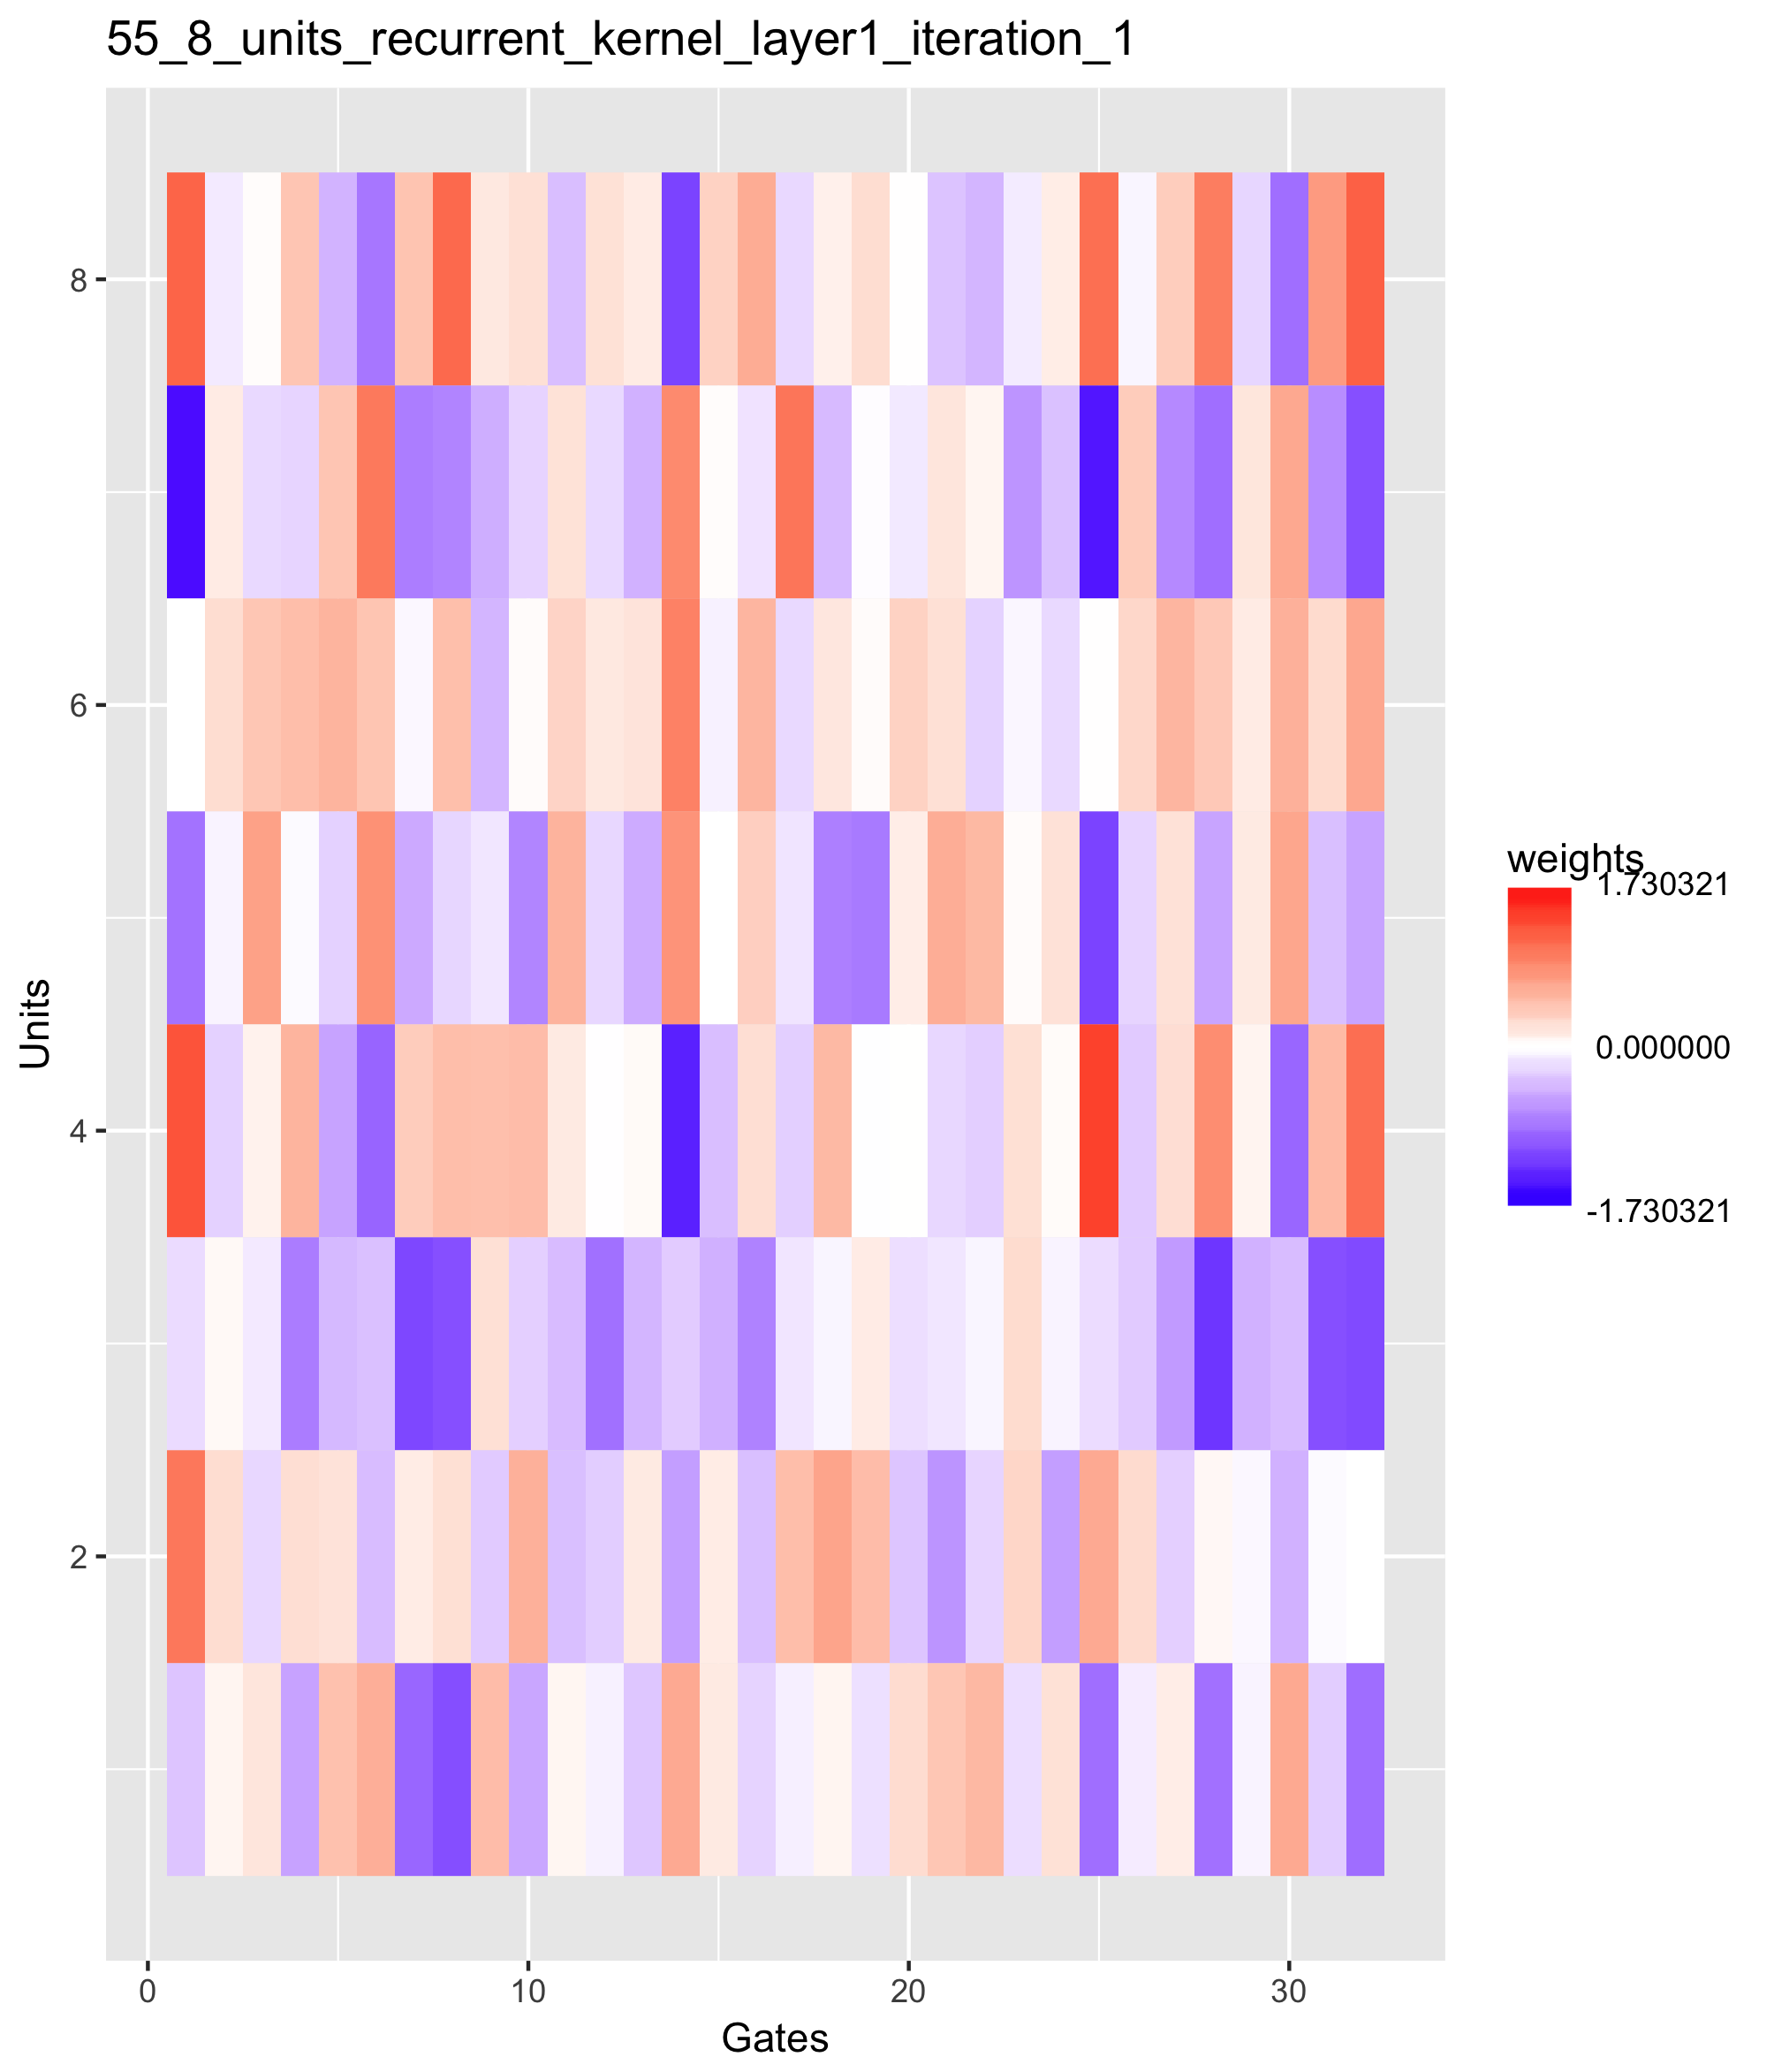 55_8_units_recurrent_kernel_layer1_iteration_1
8
6
4
2
Units
0 10 20 30
Gates
weights
1.730321
0.000000
-1.730321